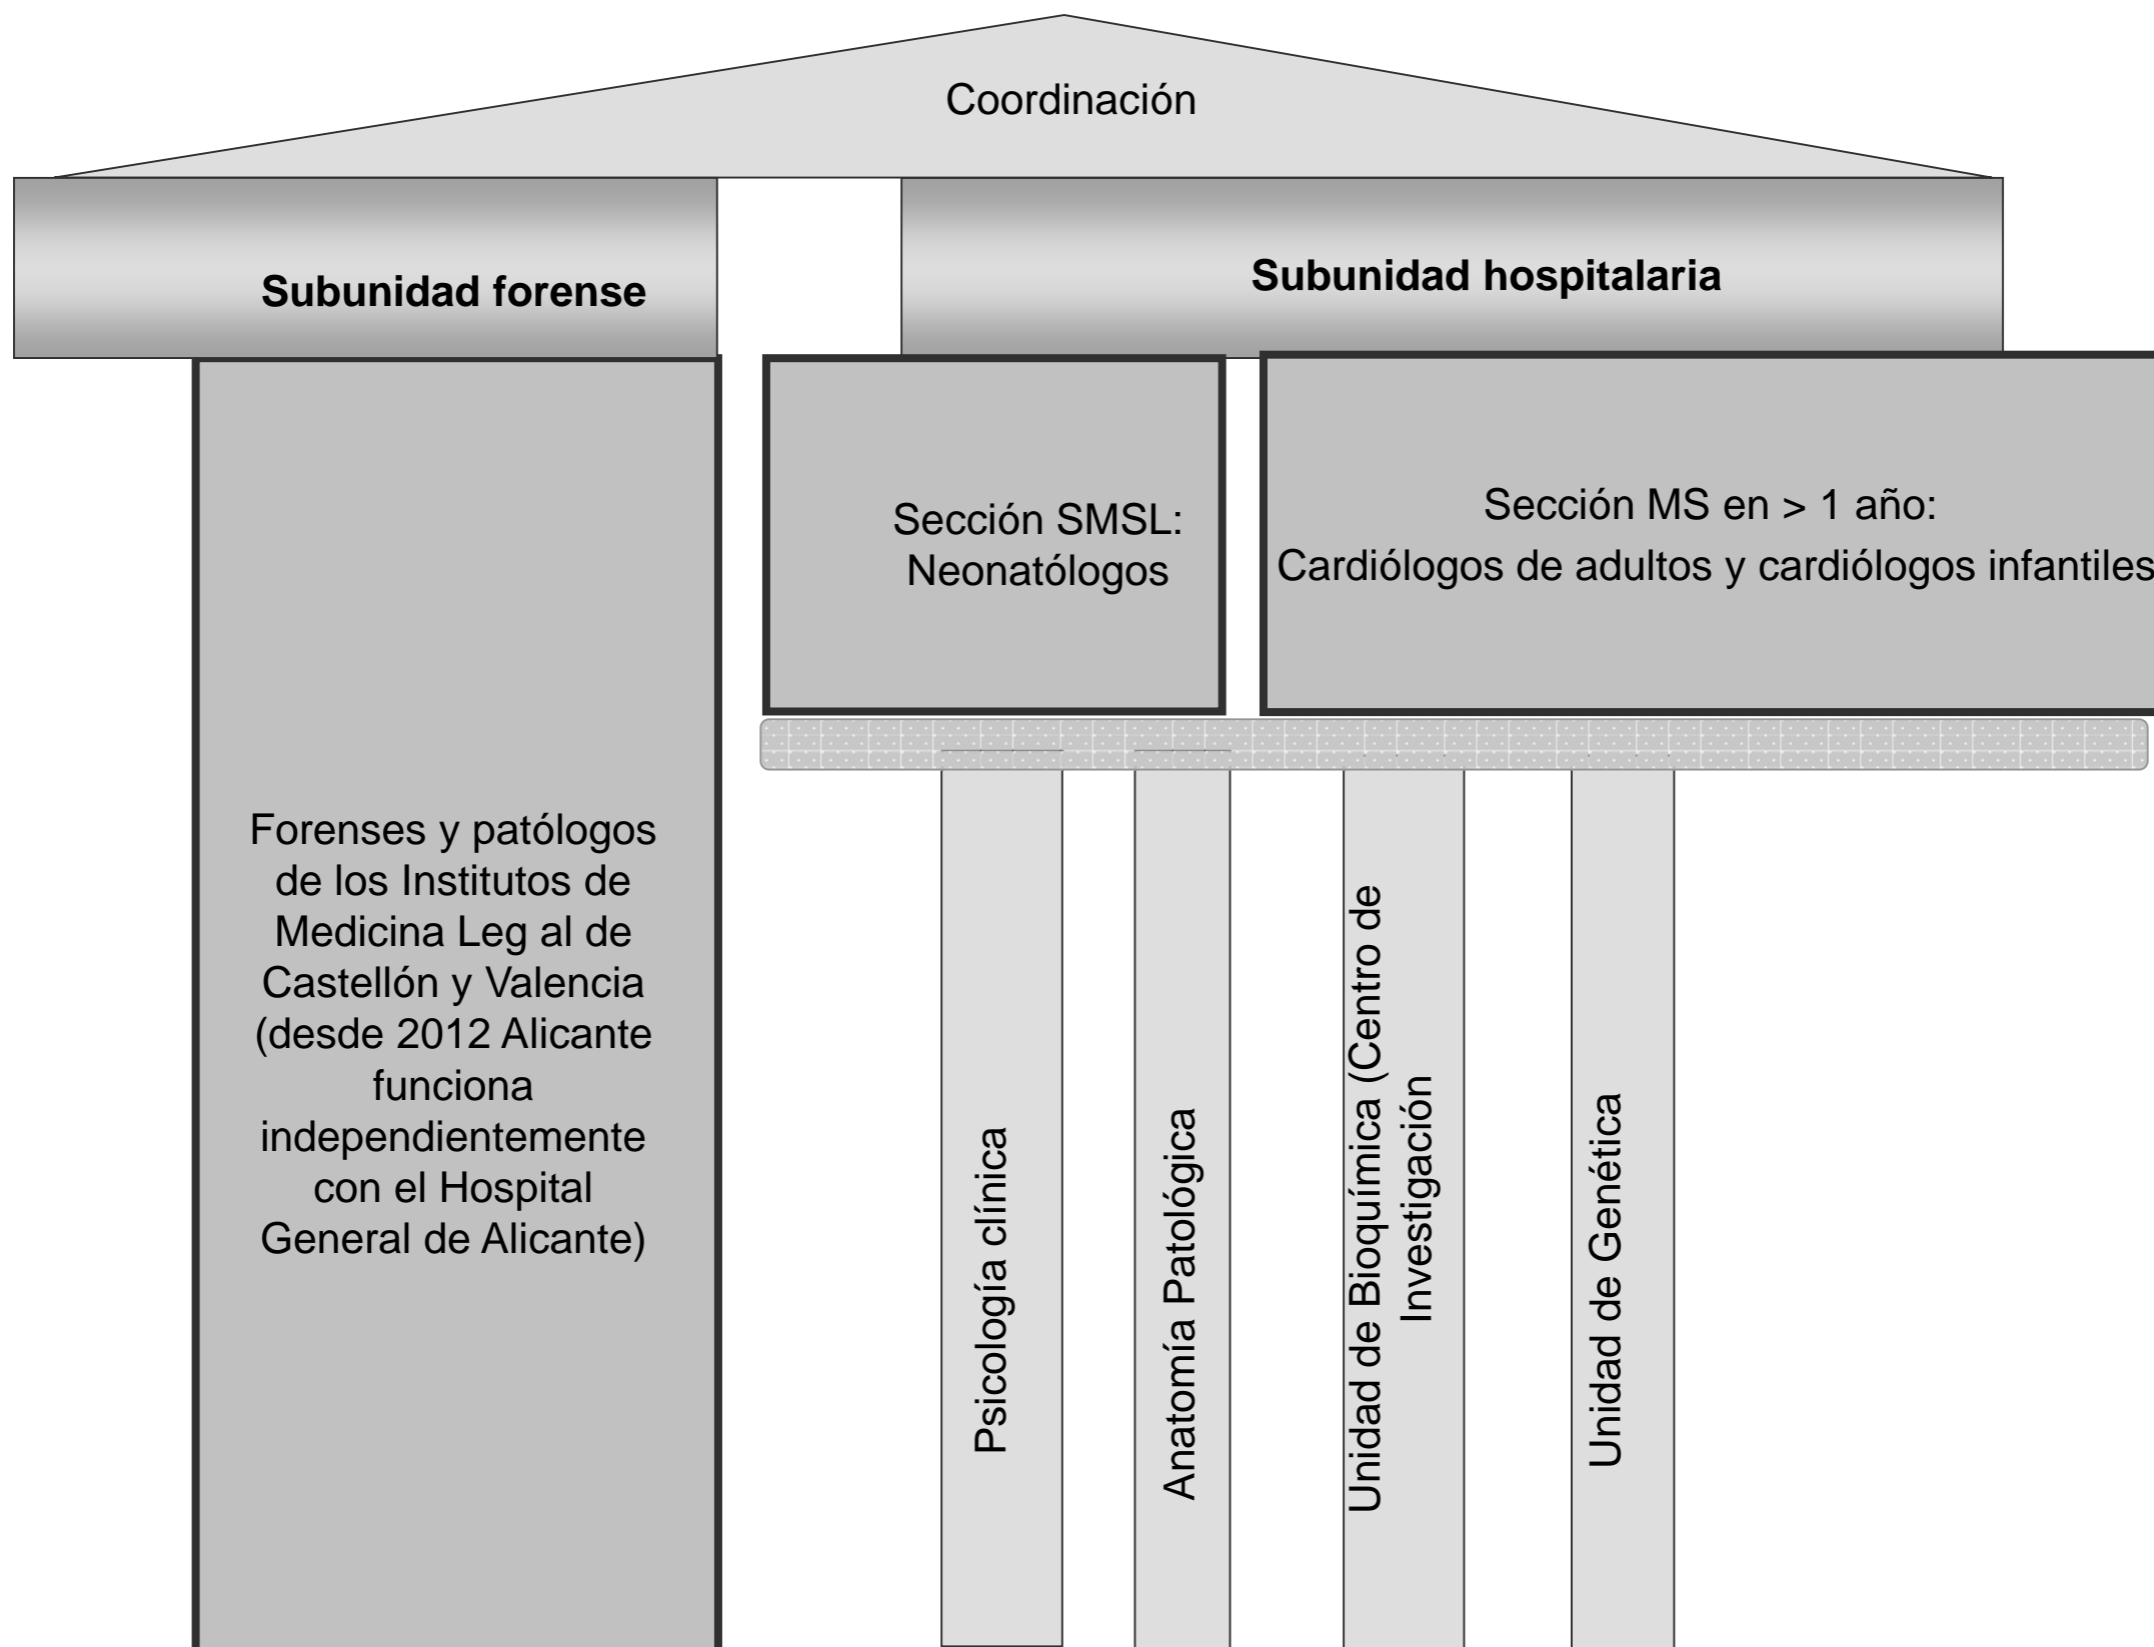 Coordinación
Subunidad forense
Subunidad hospitalaria
Forenses y patólogos
de los Institutos de
Medicina Leg al de
Castellón y Valencia
(desde 2012 Alicante
funciona
independientemente
con el Hospital
General de Alicante)
Sección SMSL:
Neonatólogos
Sección MS en > 1 año:
Cardiólogos de adultos y cardiólogos infantiles
Psicología clínica
Anatomía Patológica
Unidad de Bioquímica (Centro de
Investigación
Unidad de Genética